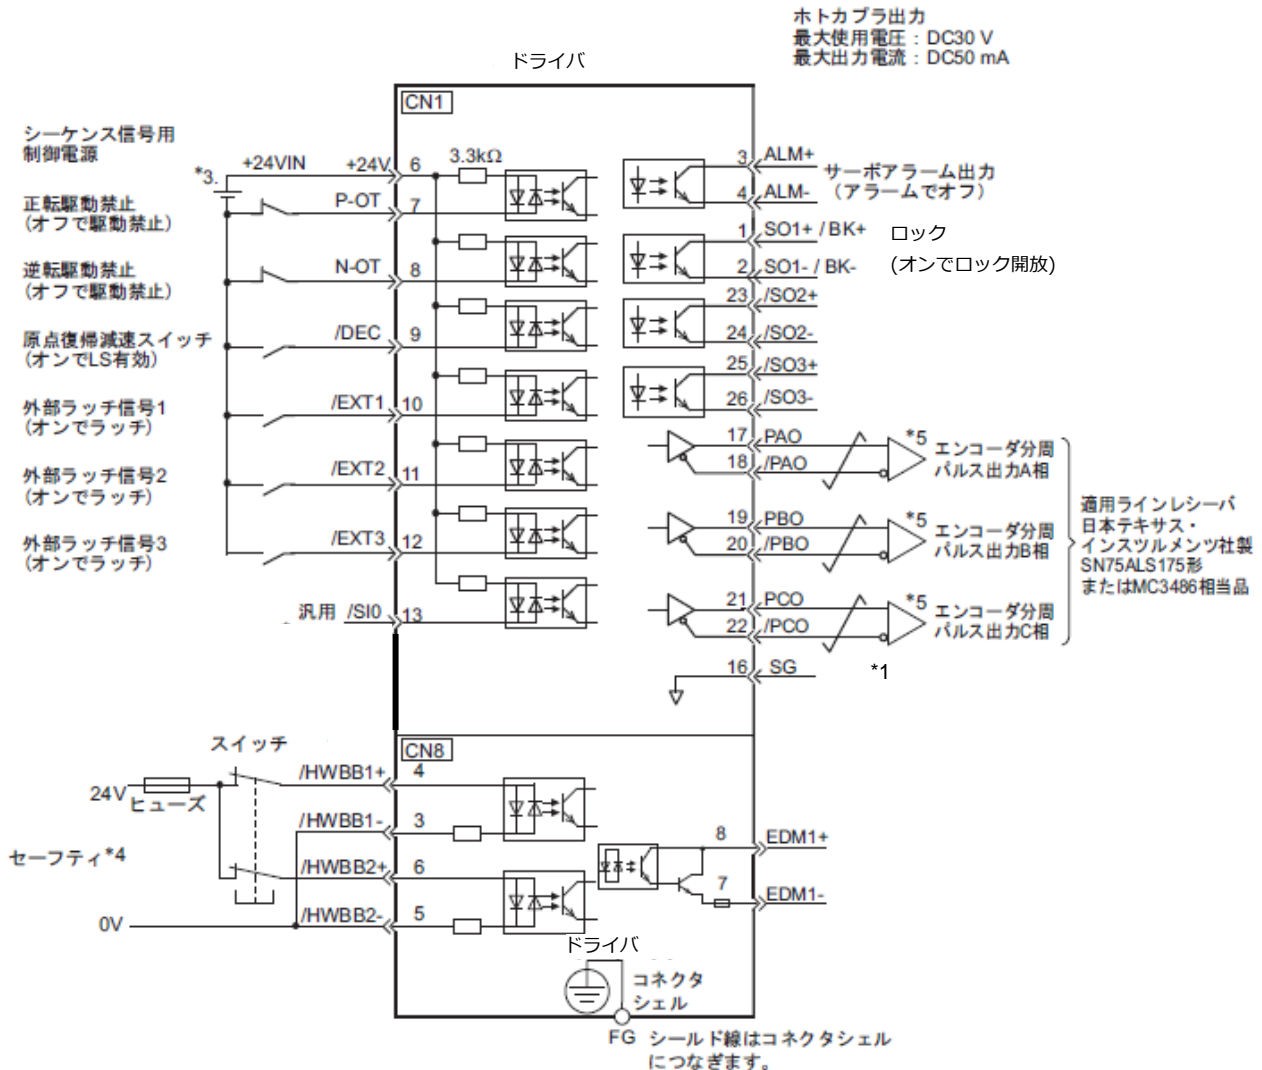 ホトカプラ出力
最大使用電圧：DC30 V
最大出力電流：DC50 mA
ドライバ
CN1
シーケンス信号用
制御電源
*3.
+24VIN
+24V
6
3.3kΩ
正転駆動禁止
(オフで駆動禁止)
P-OT
7
逆転駆動禁止
(オフで駆動禁止)
N-OT
8
原点復帰減速スイッチ
(オンでLS有効)
/DEC
9
外部ラッチ信号1
(オンでラッチ)
/EXT1
10
外部ラッチ信号2
(オンでラッチ)
/EXT2
11
外部ラッチ信号3
(オンでラッチ)
/EXT3
12
汎用 /SI0
13
3
ALM+
4
ALM-
サーボアラーム出力
(アラームでオフ)
1
SO1+ / BK+
2
SO1- / BK-
ロック
(オンでロック開放)
23
/SO2+
24
/SO2-
25
/SO3+
26
/SO3-
17
PAO
18
/PAO
*5
エンコーダ分周
パルス出力A相
19
PBO
20
/PBO
*5
エンコーダ分周
パルス出力B相
21
PCO
22
/PCO
*5
エンコーダ分周
パルス出力C相
適用ラインレシーバ
日本テキサス・
インスツルメンツ社製
SN75ALS175形
またはMC3486相当品
16
SG
*1
CN8
スイッチ
24V
ヒューズ
/HWBB1+
4
/HWBB1-
3
セーフティ*4
/HWBB2+
6
/HWBB2-
5
0V
8
EDM1+
7
EDM1-
ドライバ
コネクタ
シェル
FG
シールド線はコネクタシェル
につなぎます。